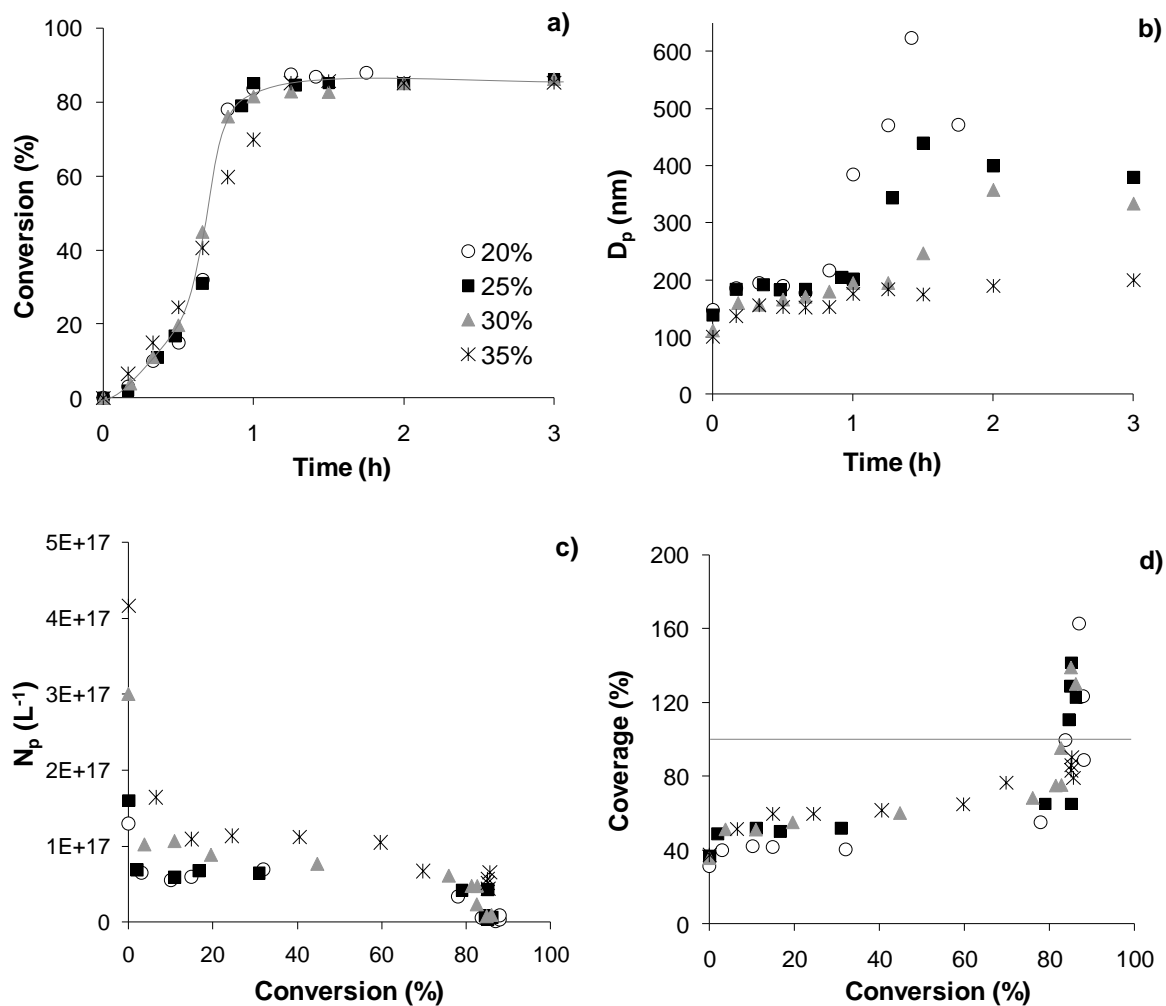 a)
100
80
60
40
20
0
Conversion (%)
0 1 2 3
Time (h)
20%
25%
30%
35%
b)
600
500
400
300
200
100
0
Dp (nm)
0 1 2 3
Time (h)
c)
5E+17
4E+17
3E+17
2E+17
1E+17
0
Np (L-1)
0 20 40 60 80 100
Conversion (%)
d)
200
160
120
80
40
0
Coverage (%)
0 20 40 60 80 100
Conversion (%)